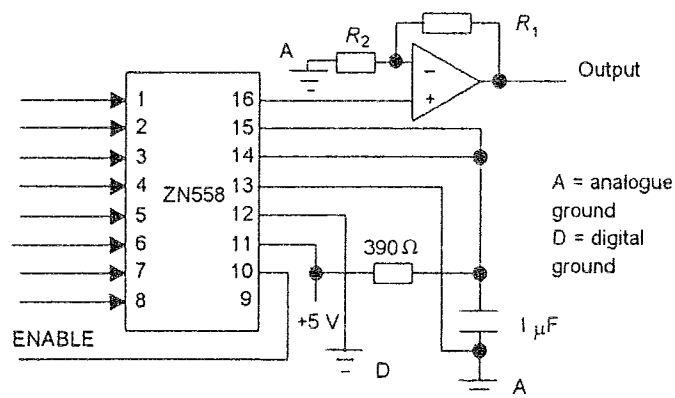 R1
A
R2
Output
1
2
3
4
5
6
7
8
ZN558
16
15
14
13
12
11
10
9
A = analogue
ground
D = digital
ground
390 Ω
+5 V
1 μF
ENABLE
D
A
−
+